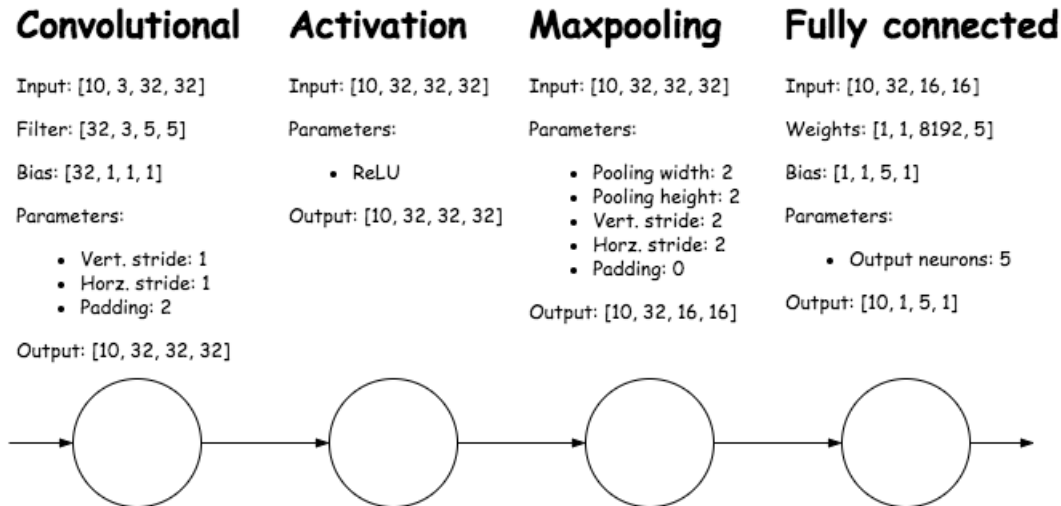 Convolutional
Input: [10, 3, 32, 32]
Filter: [32, 3, 5, 5]
Bias: [32, 1, 1, 1]
Parameters:
• Vert. stride: 1
• Horz. stride: 1
• Padding: 2
Output: [10, 32, 32, 32]
Activation
Input: [10, 32, 32, 32]
Parameters:
• ReLU
Output: [10, 32, 32, 32]
Maxpooling
Input: [10, 32, 32, 32]
Parameters:
• Pooling width: 2
• Pooling height: 2
• Vert. stride: 2
• Horz. stride: 2
• Padding: 0
Output: [10, 32, 16, 16]
Fully connected
Input: [10, 32, 16, 16]
Weights: [1, 1, 8192, 5]
Bias: [1, 1, 5, 1]
Parameters:
• Output neurons: 5
Output: [10, 1, 5, 1]